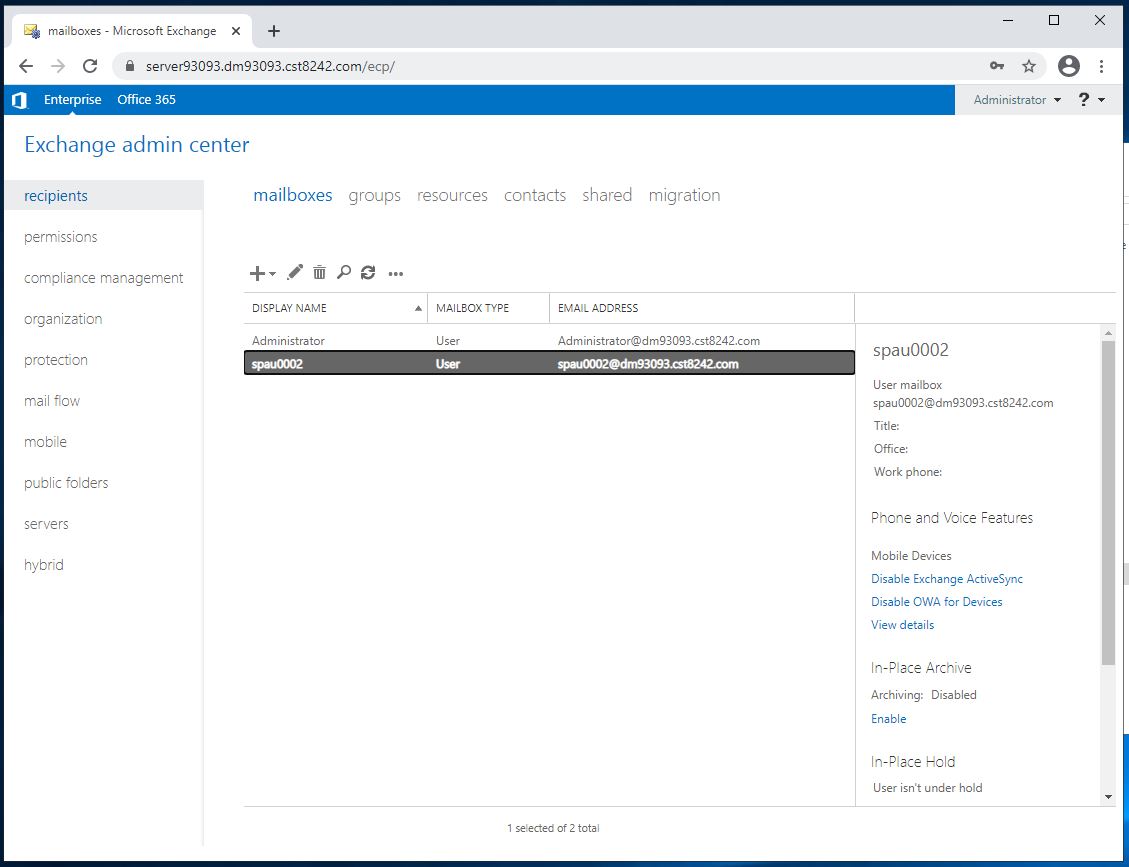 mailboxes - Microsoft Exchange
server93093.dm93093.cst8242.com/ecp/
Enterprise Office 365 Administrator ?
Exchange admin center
recipients
permissions
compliance management
organization
protection
mail flow
mobile
public folders
servers
hybrid
mailboxes groups resources contacts shared migration
DISPLAY NAME MAILBOX TYPE EMAIL ADDRESS
Administrator User Administrator@dm93093.cst8242.com
spau0002 User spau0002@dm93093.cst8242.com
spau0002
User mailbox
spau0002@dm93093.cst8242.com
Title:
Office:
Work phone:
Phone and Voice Features
Mobile Devices
Disable Exchange ActiveSync
Disable OWA for Devices
View details
In-Place Archive
Archiving: Disabled
Enable
In-Place Hold
User isn't under hold
1 selected of 2 total